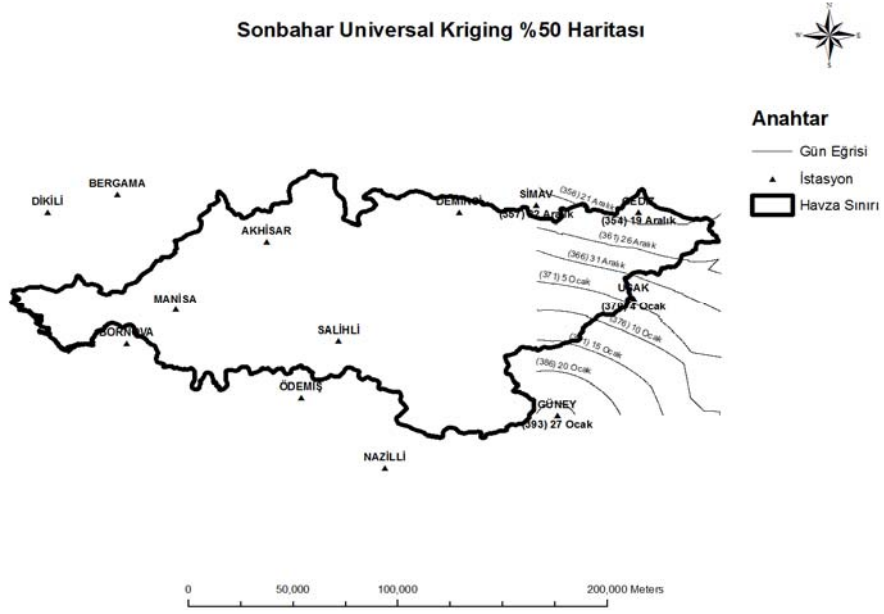 Sonbahar Universal Kriging %50 Haritası
N
W
E
S
Anahtar
Gün Eğrisi
İstasyon
Havza Sınırı
BERGAMA
DİKİLİ
DEMİRCİ
SİMAV
(356) 21 Aralık
GEDİZ
(357) 22 Aralık
(354) 19 Aralık
AKHİSAR
(361) 26 Aralık
(366) 31 Aralık
(371) 5 Ocak
UŞAK
MANİSA
4 Ocak
(376) 10 Ocak
BORNOVA
SALİHLİ
15 Ocak
(386) 20 Ocak
ÖDEMİŞ
GÜNEY
(393) 27 Ocak
NAZİLLİ
0
50,000
100,000
200,000 Meters